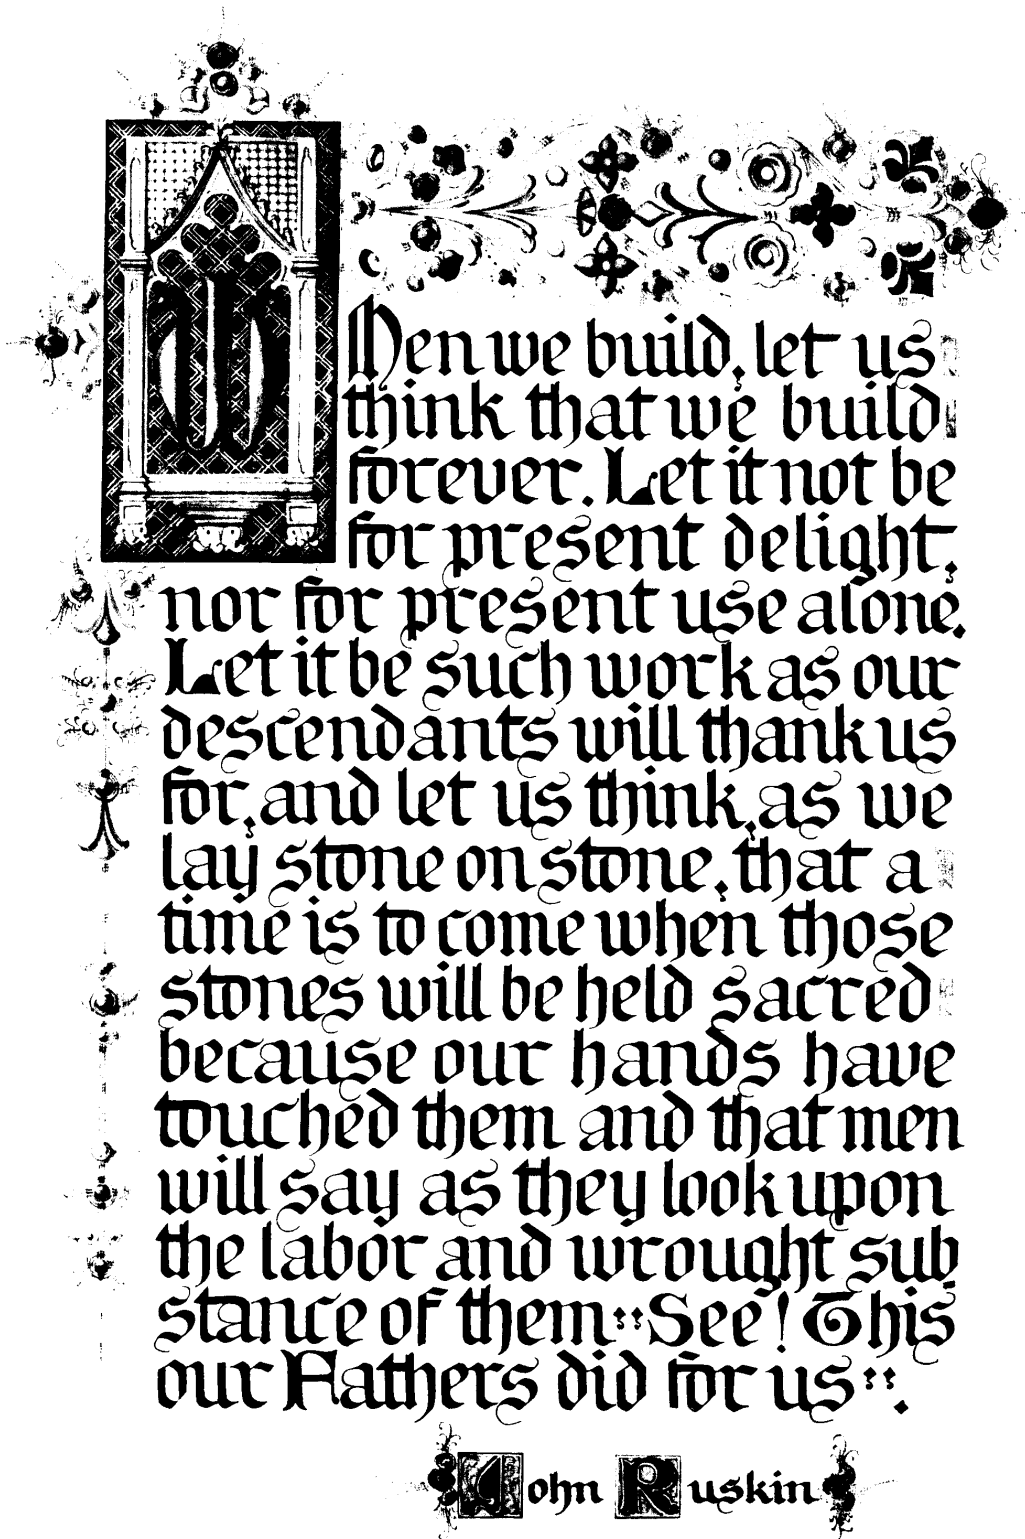 When we build, let us
think that we build
forever. Let it not be
for present delight,
nor for present use alone.
Let it be such work as our
descendants will thank us
for, and let us think, as we
lay stone on stone, that a
time is to come when those
stones will be held sacred
because our hands have
touched them and that men
will say as they look upon
the labor and wrought sub
stance of them "See! This
our Fathers did for us".
John Ruskin